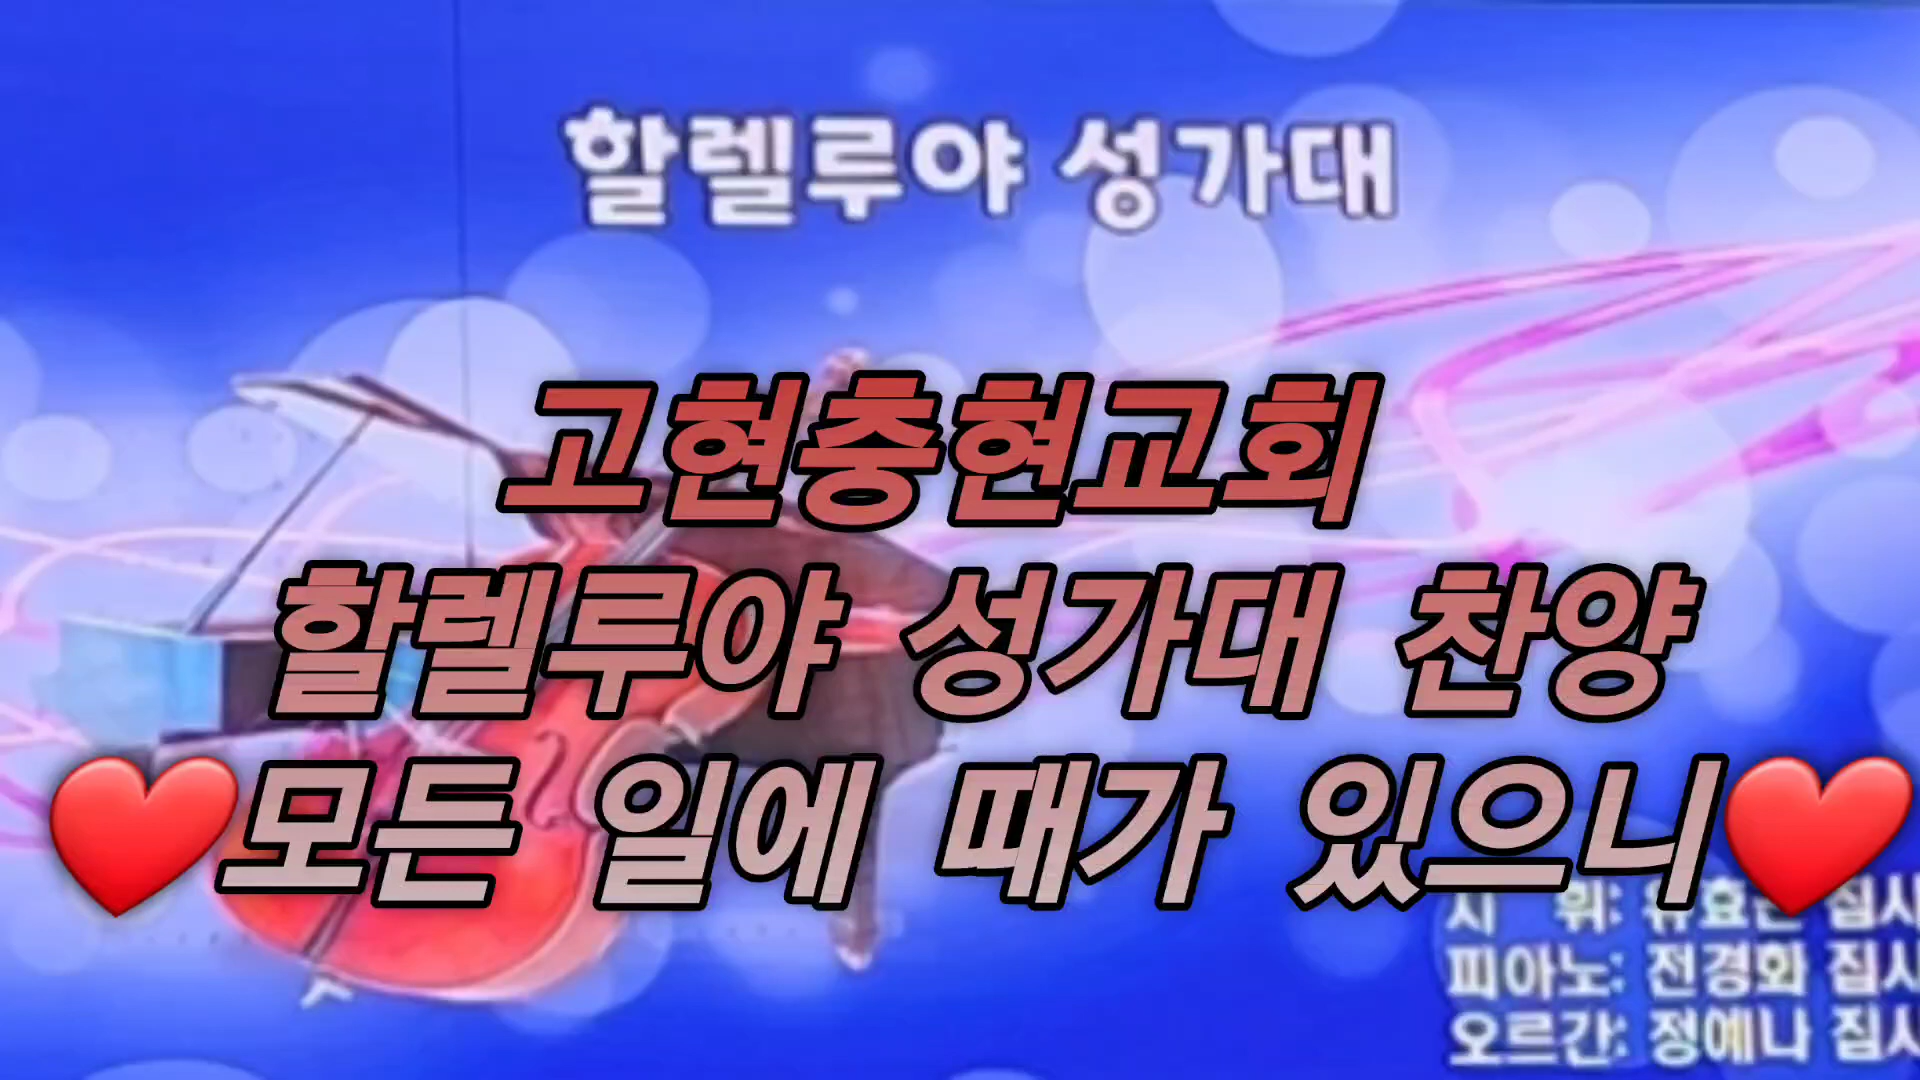 할렐루야 성가대
고현충현교회
할렐루야 성가대 찬양
❤모든 일에 때가 있으니❤
피아노: 전경화 집사
오르간: 정예나 집사